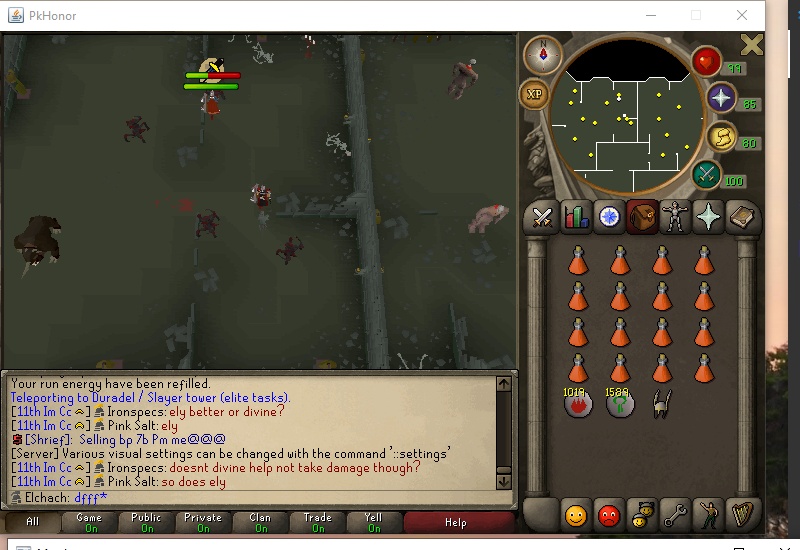 PkHonor
N
XP
99
85
80
100
Your run energy have been refilled.
Teleporting to Duradel / Slayer tower (elite tasks).
[11th Im Cc] Ironspecs: ely better or divine?
[11th Im Cc] Pink Salt: ely
[Shrief]: Selling bp 7b Pm me@@@
[Server] Various visual settings can be changed with the command '::settings'
[11th Im Cc] Ironspecs: doesnt divine help not take damage though?
[11th Im Cc] Pink Salt: so does ely
Elchach: dfff*
1019
1589
All
Game
On
Public
On
Private
On
Clan
On
Trade
On
Yell
On
Help